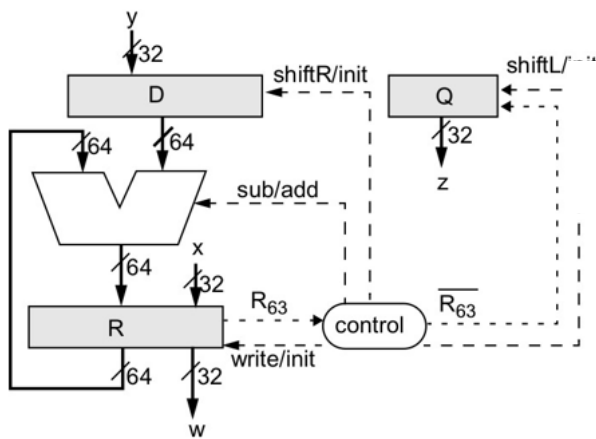 y
32
D
shiftR/init
Q
shiftL/
64
64
32
z
sub/add
x
64
32
R
R63
control
R63
write/init
64
32
w